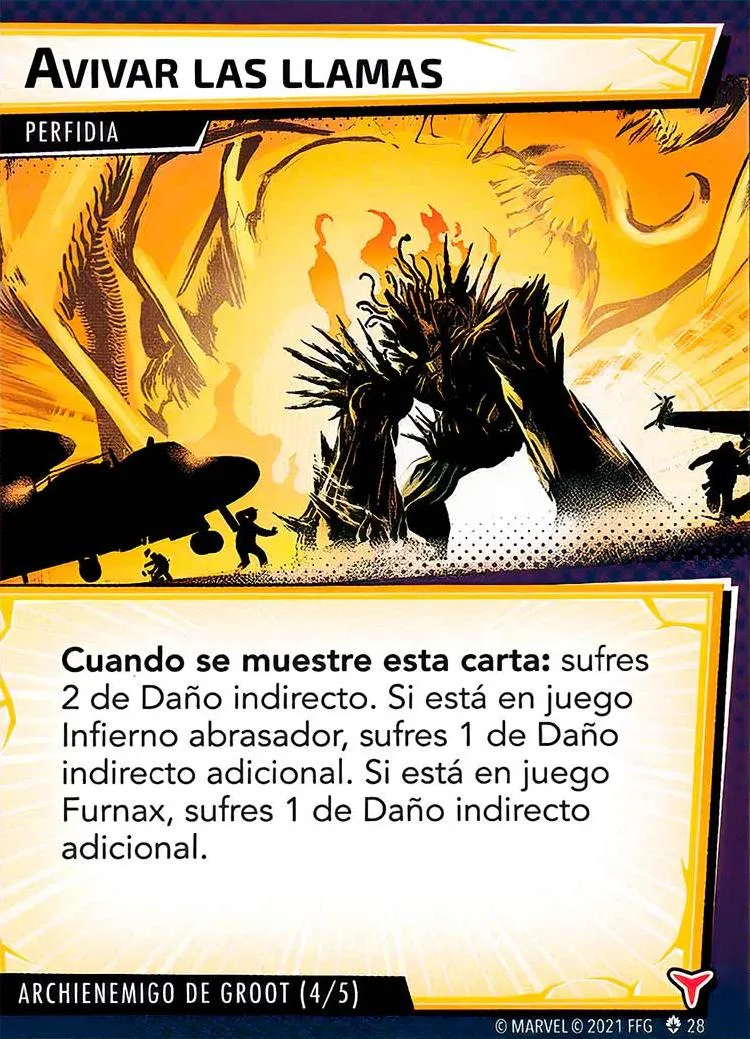 AVIVAR LAS LLAMAS
PERFIDIA
Cuando se muestre esta carta: sufres
2 de Daño indirecto. Si está en juego
Infierno abrasador, sufres 1 de Daño
indirecto adicional. Si está en juego
Furnax, sufres 1 de Daño indirecto
adicional.
ARCHIENEMIGO DE GROOT (4/5)
© MARVEL © 2021 FFG 28